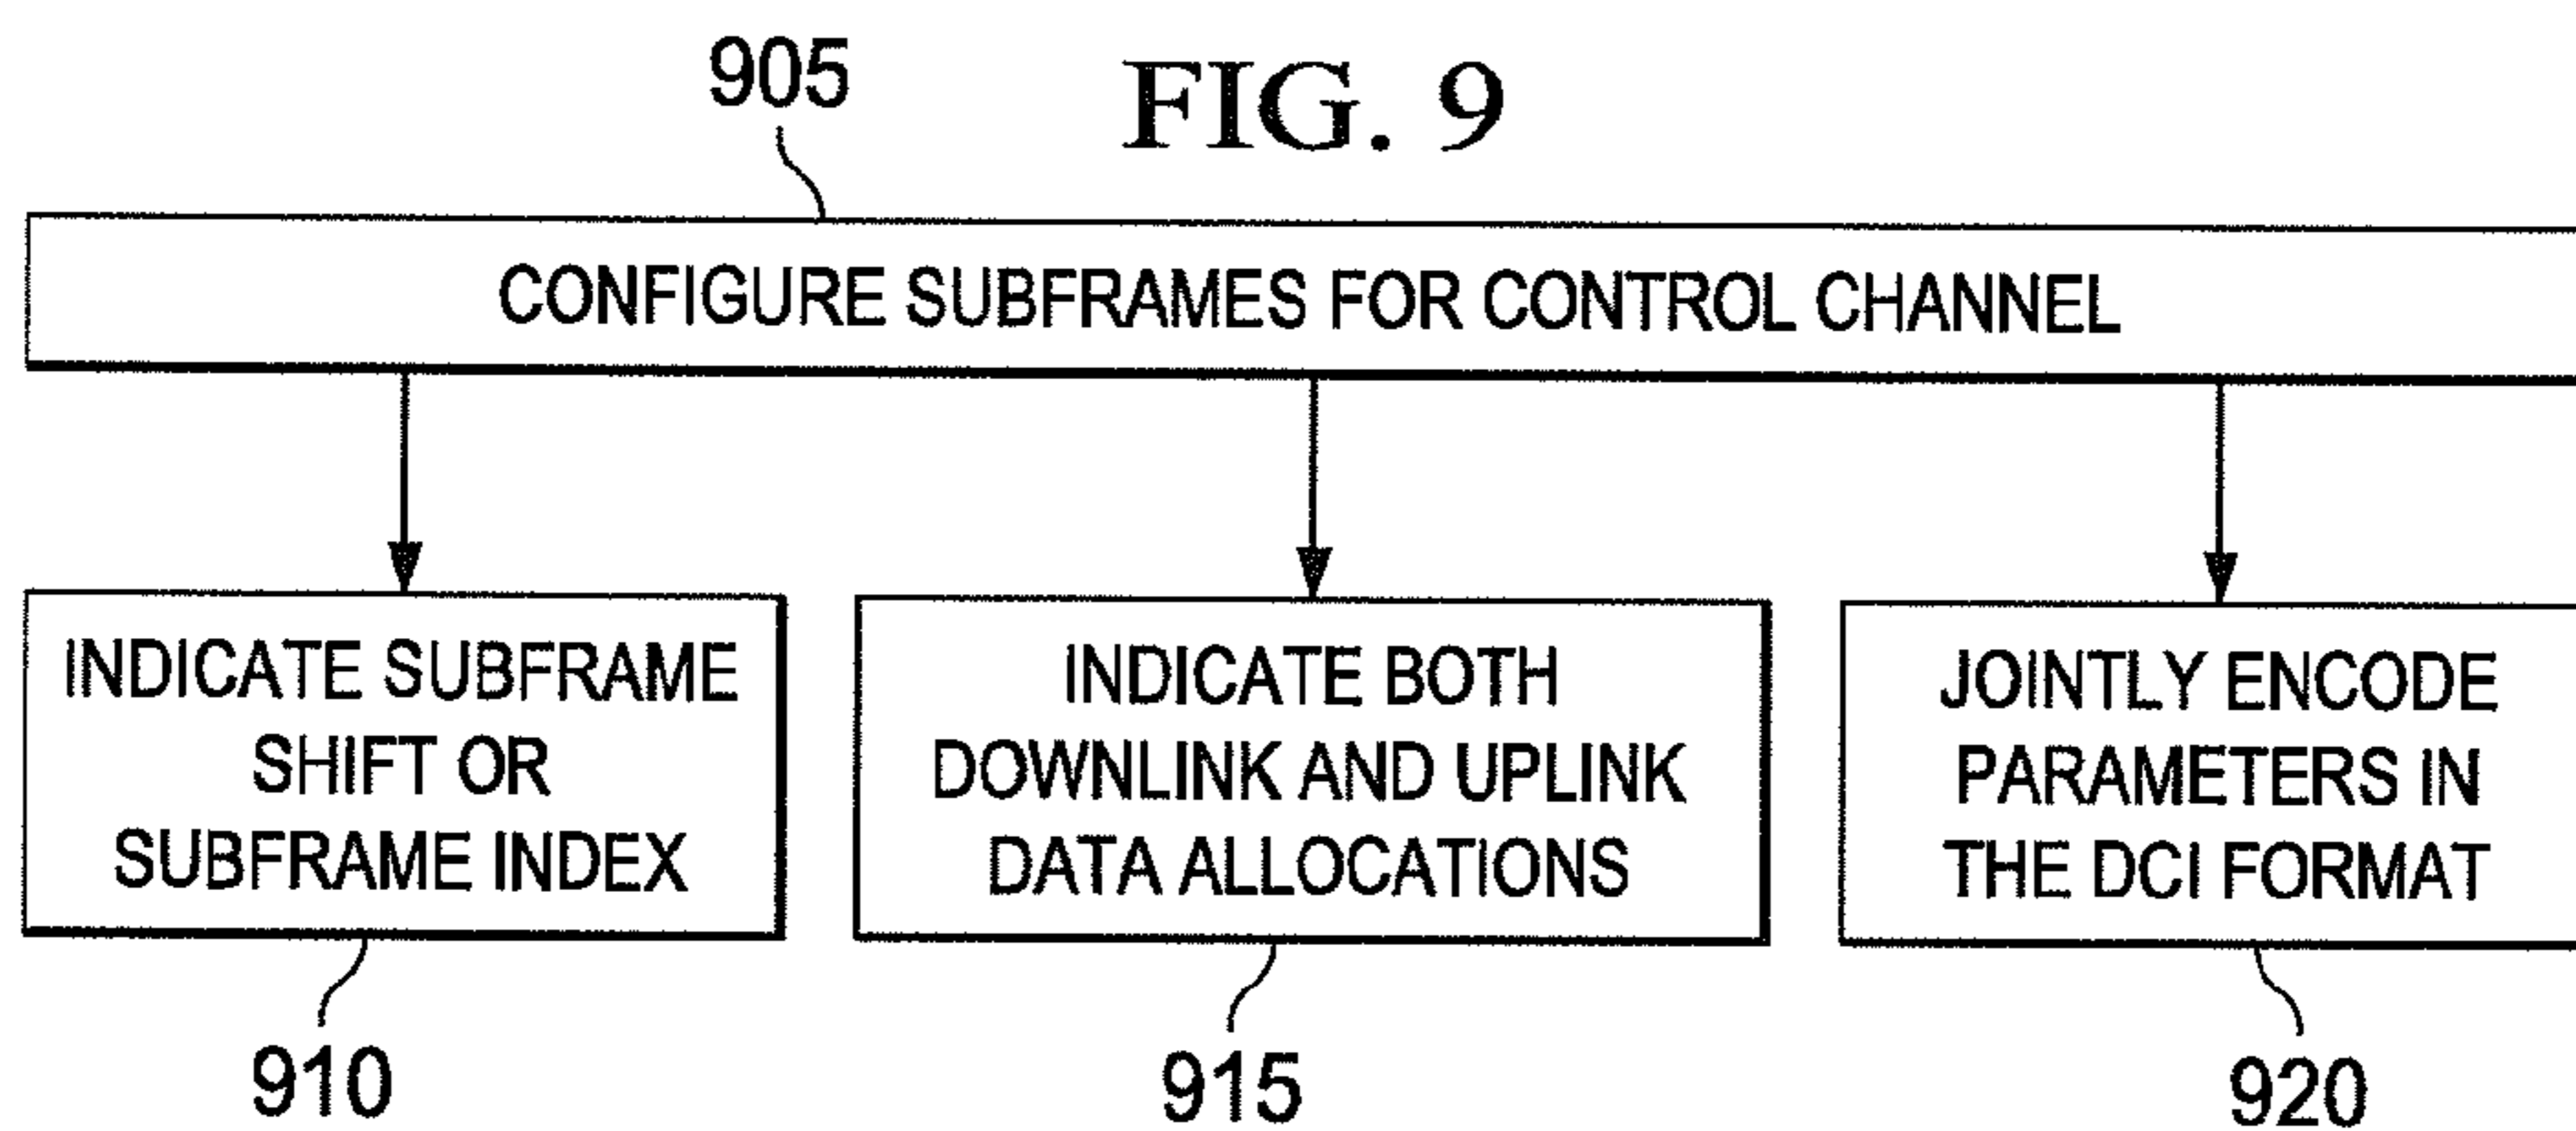 905
FIG. 9
CONFIGURE SUBFRAMES FOR CONTROL CHANNEL
INDICATE SUBFRAME
SHIFT OR
SUBFRAME INDEX
INDICATE BOTH
DOWNLINK AND UPLINK
DATA ALLOCATIONS
JOINTLY ENCODE
PARAMETERS IN
THE DCI FORMAT
910
915
920